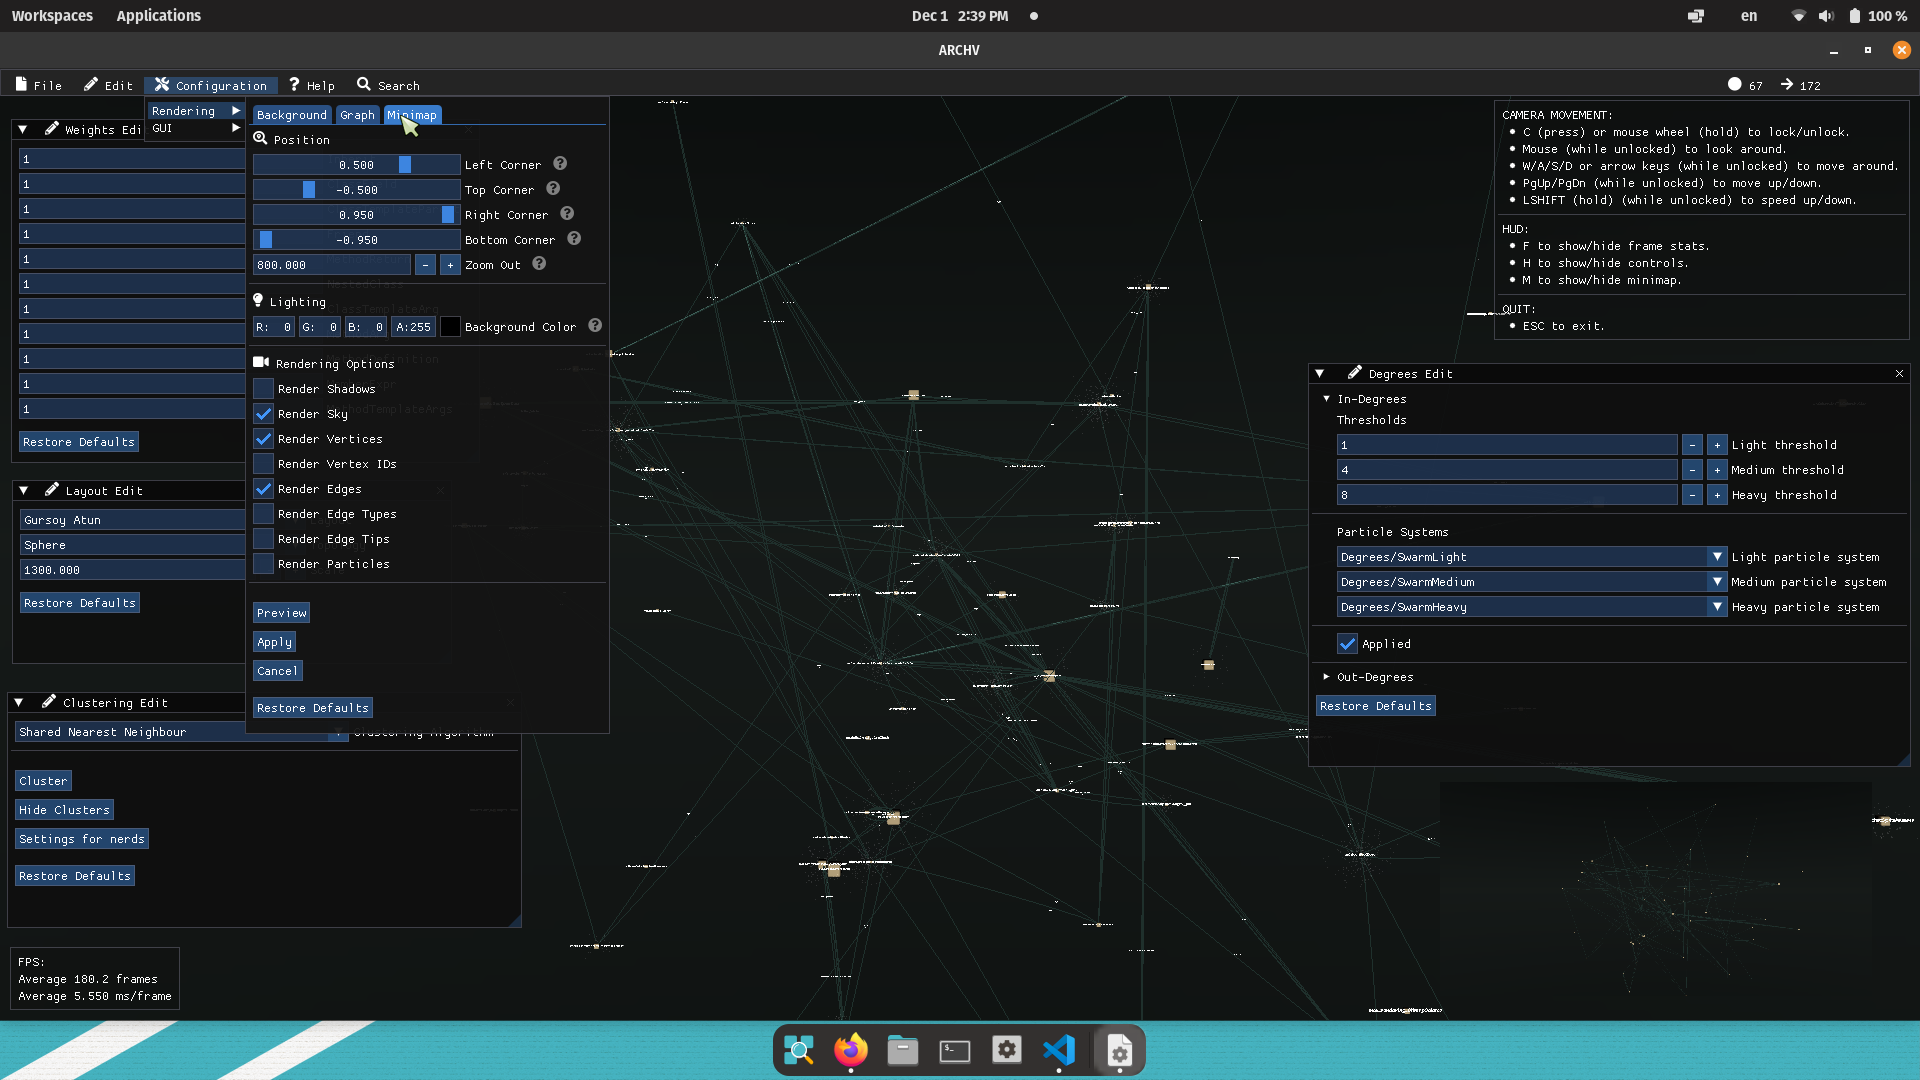 Workspaces Applications Dec 1 2:39 PM en 100 %
ARCHV
File Edit Configuration Help Search 67 172
Rendering
GUI
Weights Edi
1
1
1
1
1
1
1
1
1
1
1
Restore Defaults
Layout Edit
Gursoy Atun
Sphere
1300.000
Restore Defaults
Clustering Edit
Shared Nearest Neighbour
Cluster
Hide Clusters
Settings for nerds
Restore Defaults
FPS:
Average 180.2 frames
Average 5.550 ms/frame
Background Graph Minimap
Position
0.500 Left Corner ?
-0.500 Top Corner ?
0.950 Right Corner ?
-0.950 Bottom Corner ?
800.000 - + Zoom Out ?
Lighting
R: 0 G: 0 B: 0 A:255 Background Color ?
Rendering Options
Render Shadows
Render Sky
Render Vertices
Render Vertex IDs
Render Edges
Render Edge Types
Render Edge Tips
Render Particles
Preview
Apply
Cancel
Restore Defaults
CAMERA MOVEMENT:
C (press) or mouse wheel (hold) to lock/unlock.
Mouse (while unlocked) to look around.
W/A/S/D or arrow keys (while unlocked) to move around.
PgUp/PgDn (while unlocked) to move up/down.
LSHIFT (hold) (while unlocked) to speed up/down.
HUD:
F to show/hide frame stats.
H to show/hide controls.
M to show/hide minimap.
QUIT:
ESC to exit.
Degrees Edit
In-Degrees
Thresholds
1 - + Light threshold
4 - + Medium threshold
8 - + Heavy threshold
Particle Systems
Degrees/SwarmLight Light particle system
Degrees/SwarmMedium Medium particle system
Degrees/SwarmHeavy Heavy particle system
Applied
Out-Degrees
Restore Defaults